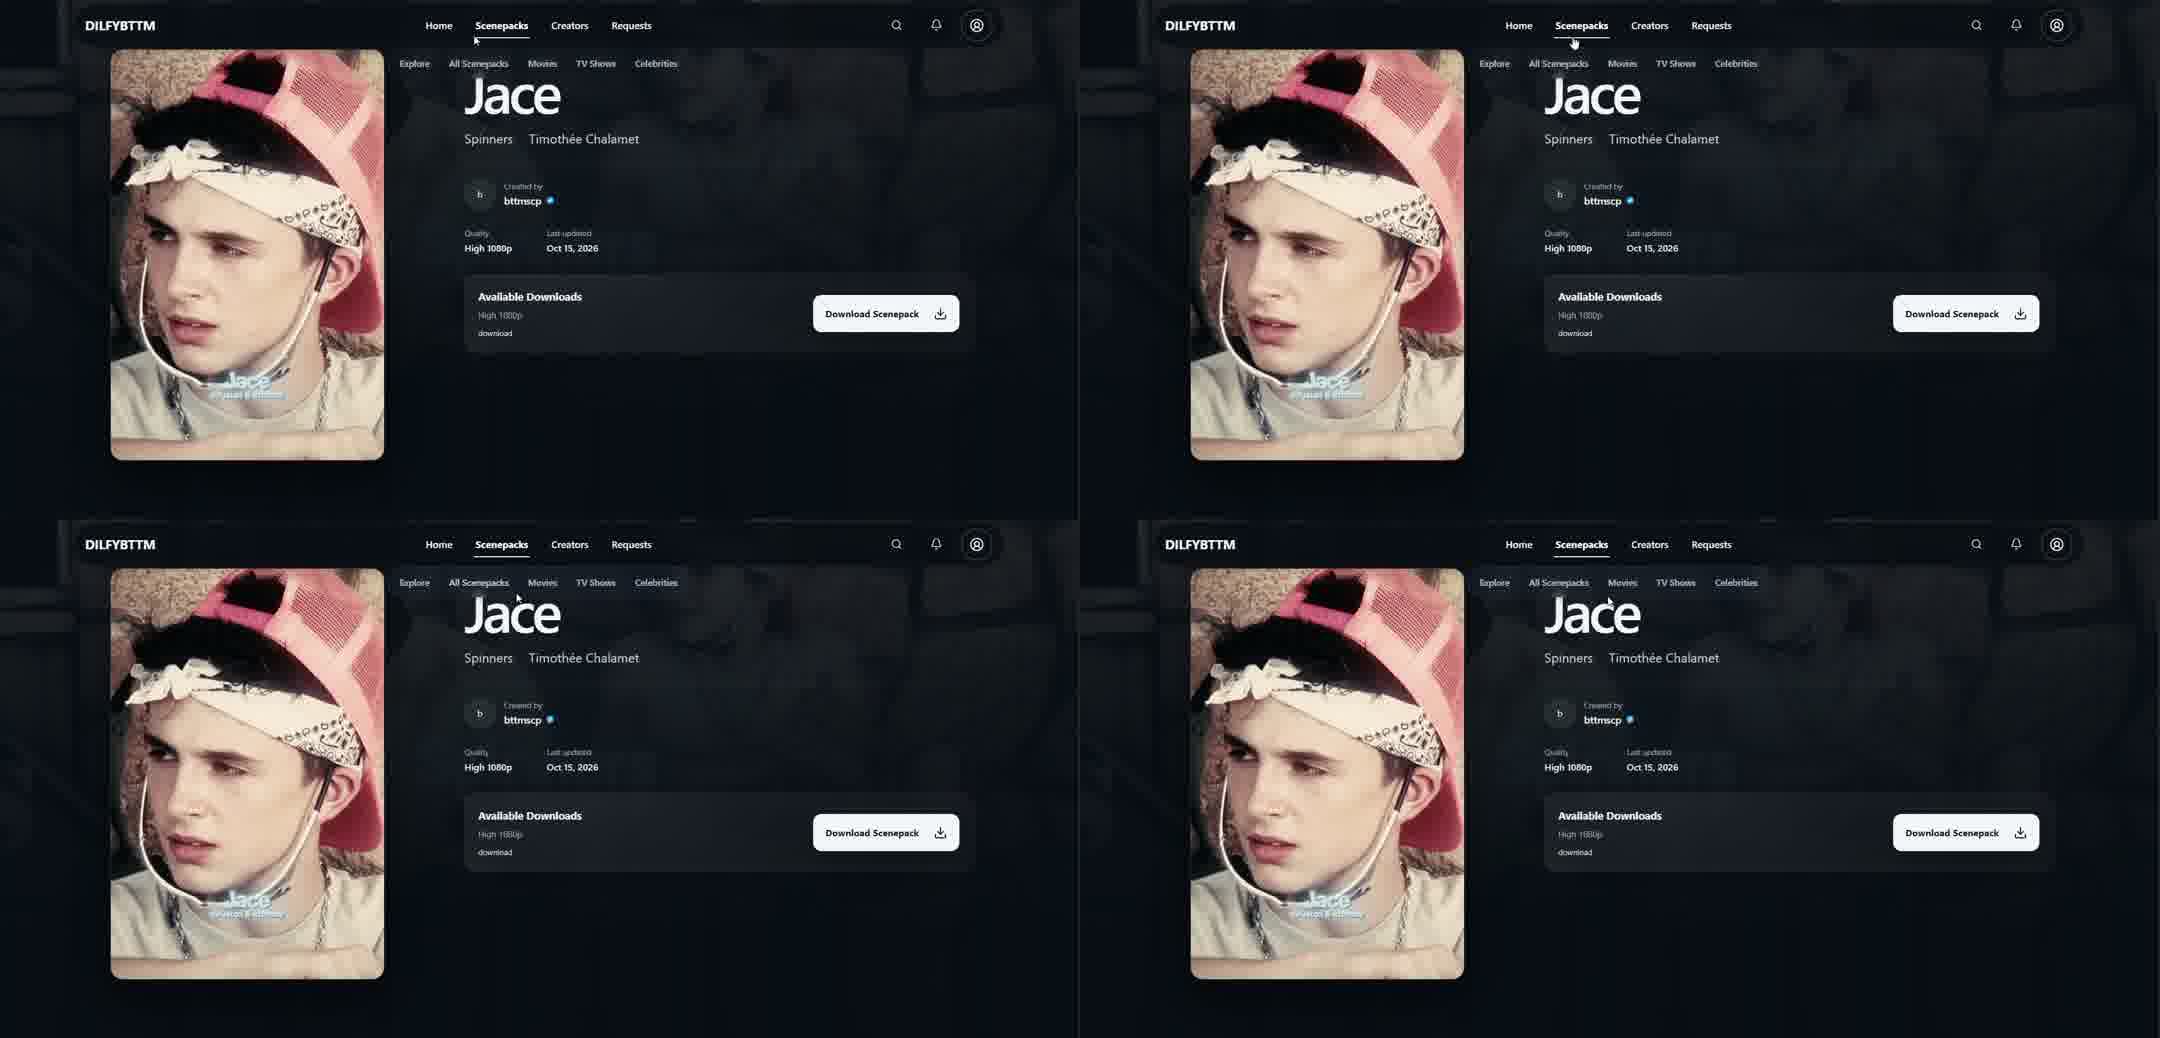 DILFYBTTM Home Scenepacks Creators Requests
Explore All Scenepacks Movies TV Shows Celebrities
Jace
Spinners Timothée Chalamet
b
Created by
bttmscp
Quality Last updated
High 1080p Oct 15, 2026
Available Downloads
High 1080p
download
Download Scenepack
Jace
DILFYBTTM Home Scenepacks Creators Requests
Explore All Scenepacks Movies TV Shows Celebrities
Jace
Spinners Timothée Chalamet
b
Created by
bttmscp
Quality Last updated
High 1080p Oct 15, 2026
Available Downloads
High 1080p
download
Download Scenepack
Jace
DILFYBTTM Home Scenepacks Creators Requests
Explore All Scenepacks Movies TV Shows Celebrities
Jace
Spinners Timothée Chalamet
b
Created by
bttmscp
Quality Last updated
High 1080p Oct 15, 2026
Available Downloads
High 1080p
download
Download Scenepack
Jace
DILFYBTTM Home Scenepacks Creators Requests
Explore All Scenepacks Movies TV Shows Celebrities
Jace
Spinners Timothée Chalamet
b
Created by
bttmscp
Quality Last updated
High 1080p Oct 15, 2026
Available Downloads
High 1080p
download
Download Scenepack
Jace